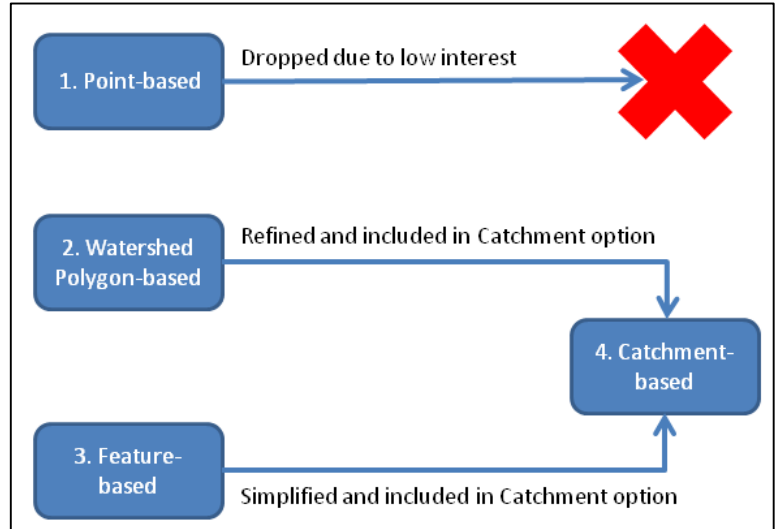 Dropped due to low interest
1. Point-based
Refined and included in Catchment option
2. Watershed
Polygon-based
4. Catchment-
based
3. Feature-
based
Simplified and included in Catchment option